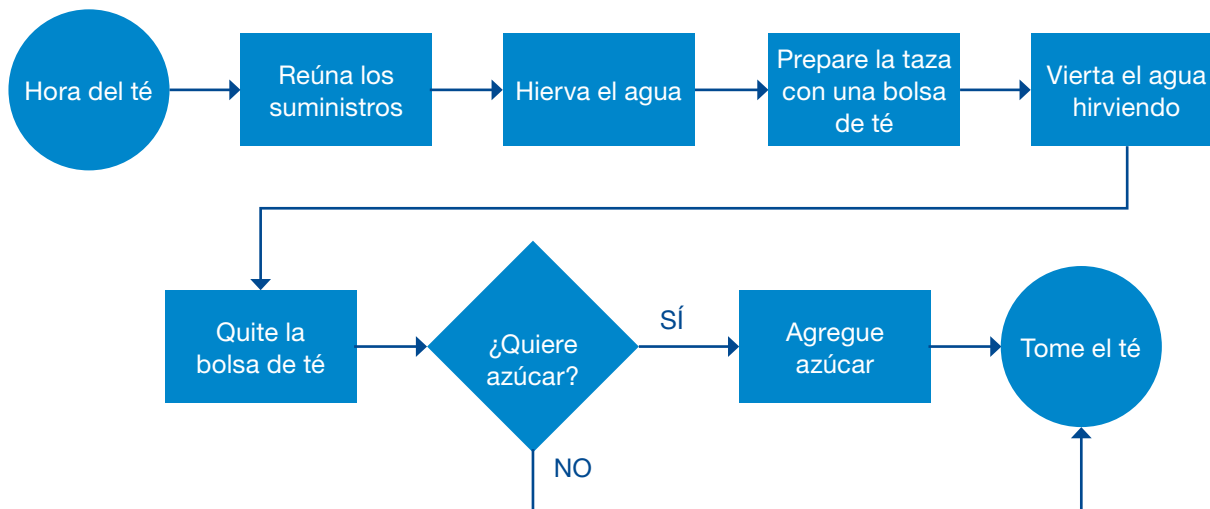 Hora del té
Reúna los
suministros
Hierva el agua
Prepare la taza
con una bolsa
de té
Vierta el agua
hirviendo
Quite la
bolsa de té
¿Quiere
azúcar?
SÍ
Agregue
azúcar
Tome el té
NO